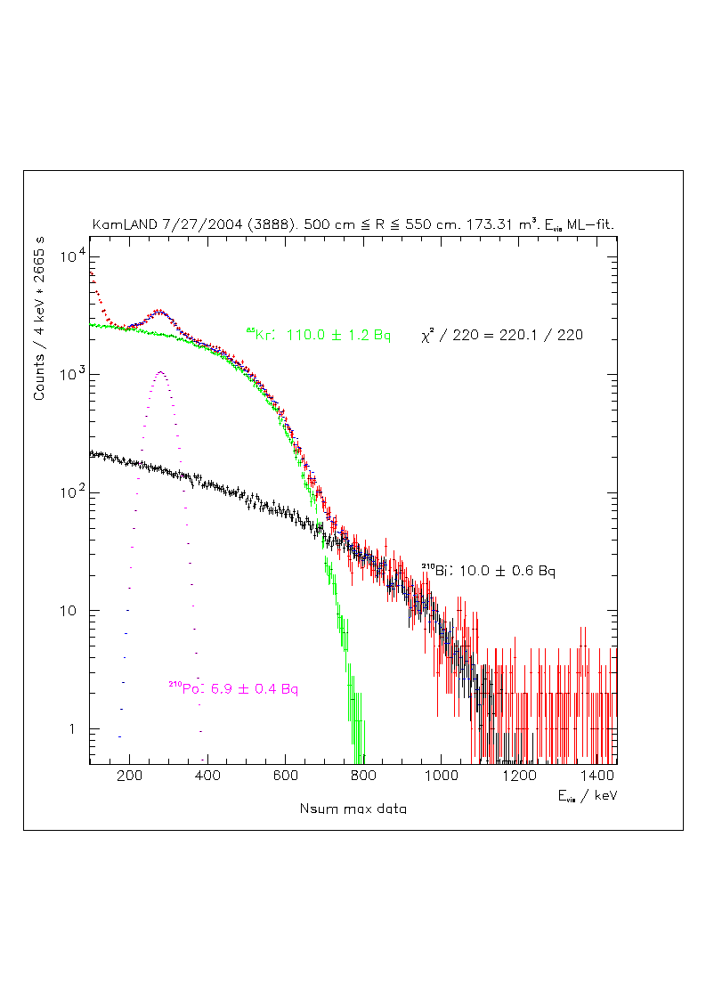 KamLAND 7/27/2004 (3888). 500 cm ≦ R ≦ 550 cm. 173.31 m³. E_vis ML-fit.
Counts / 4 keV * 2665 s
10⁴
10³
10²
10
1
⁸⁵Kr: 110.0 ± 1.2 Bq
χ² / 220 = 220.1 / 220
²¹⁰Bi: 10.0 ± 0.6 Bq
²¹⁰Po: 6.9 ± 0.4 Bq
200 400 600 800 1000 1200 1400
E_vis / keV
Nsum max data